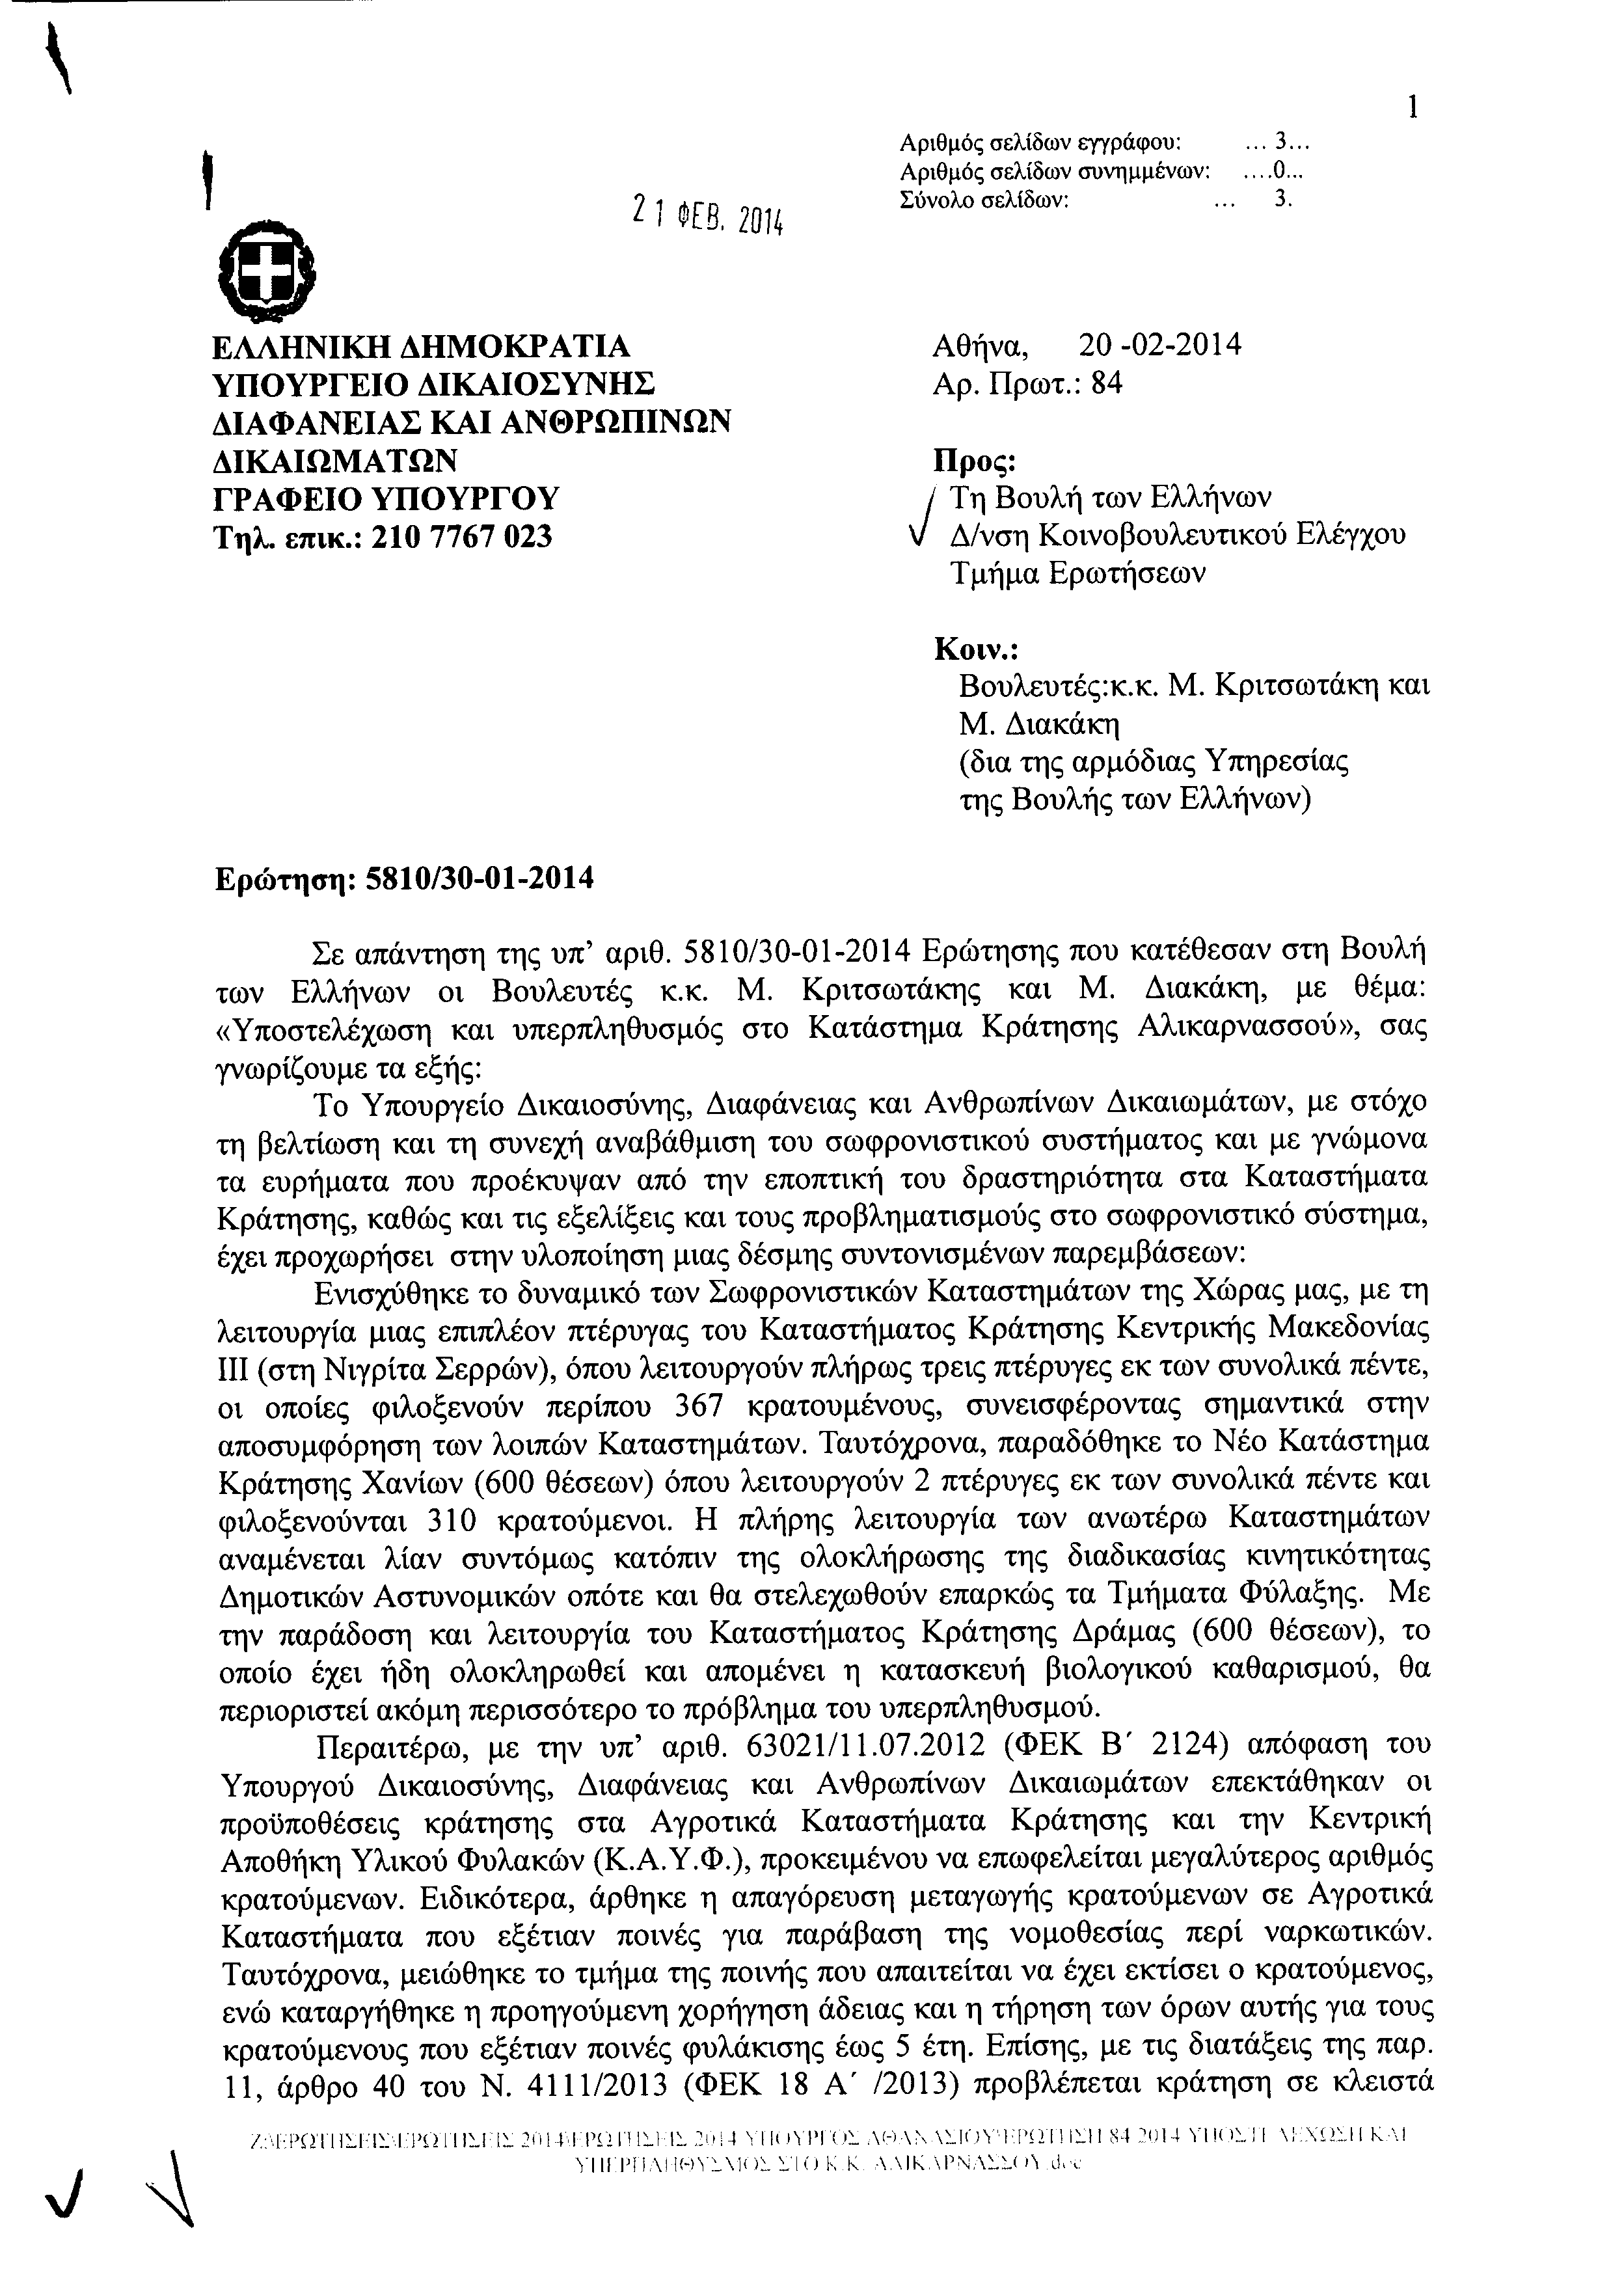 1
Αριθμός σελίδων εγγράφου: ... 3...
Αριθμός σελίδων συνημμένων: ....0...
Σύνολο σελίδων: ... 3.
21 ΦΕΒ. 2014
ΕΛΛΗΝΙΚΗ ΔΗΜΟΚΡΑΤΙΑ
ΥΠΟΥΡΓΕΙΟ ΔΙΚΑΙΟΣΥΝΗΣ
ΔΙΑΦΑΝΕΙΑΣ ΚΑΙ ΑΝΘΡΩΠΙΝΩΝ
ΔΙΚΑΙΩΜΑΤΩΝ
ΓΡΑΦΕΙΟ ΥΠΟΥΡΓΟΥ
Τηλ. επικ.: 210 7767 023
Αθήνα, 20 -02-2014
Αρ. Πρωτ.: 84
Προς:
Τη Βουλή των Ελλήνων
Δ/νση Κοινοβουλευτικού Ελέγχου
Τμήμα Ερωτήσεων
Κοιν.:
Βουλευτές:κ.κ. Μ. Κριτσωτάκη και
Μ. Διακάκη
(δια της αρμόδιας Υπηρεσίας
της Βουλής των Ελλήνων)
Ερώτηση: 5810/30-01-2014
Σε απάντηση της υπ’ αριθ. 5810/30-01-2014 Ερώτησης που κατέθεσαν στη Βουλή
των Ελλήνων οι Βουλευτές κ.κ. Μ. Κριτσωτάκης και Μ. Διακάκη, με θέμα:
«Υποστελέχωση και υπερπληθυσμός στο Κατάστημα Κράτησης Αλικαρνασσού», σας
γνωρίζουμε τα εξής:
Το Υπουργείο Δικαιοσύνης, Διαφάνειας και Ανθρωπίνων Δικαιωμάτων, με στόχο
τη βελτίωση και τη συνεχή αναβάθμιση του σωφρονιστικού συστήματος και με γνώμονα
τα ευρήματα που προέκυψαν από την εποπτική του δραστηριότητα στα Καταστήματα
Κράτησης, καθώς και τις εξελίξεις και τους προβληματισμούς στο σωφρονιστικό σύστημα,
έχει προχωρήσει στην υλοποίηση μιας δέσμης συντονισμένων παρεμβάσεων:
Ενισχύθηκε το δυναμικό των Σωφρονιστικών Καταστημάτων της Χώρας μας, με τη
λειτουργία μιας επιπλέον πτέρυγας του Καταστήματος Κράτησης Κεντρικής Μακεδονίας
ΙΙΙ (στη Νιγρίτα Σερρών), όπου λειτουργούν πλήρως τρεις πτέρυγες εκ των συνολικά πέντε,
οι οποίες φιλοξενούν περίπου 367 κρατουμένους, συνεισφέροντας σημαντικά στην
αποσυμφόρηση των λοιπών Καταστημάτων. Ταυτόχρονα, παραδόθηκε το Νέο Κατάστημα
Κράτησης Χανίων (600 θέσεων) όπου λειτουργούν 2 πτέρυγες εκ των συνολικά πέντε και
φιλοξενούνται 310 κρατούμενοι. Η πλήρης λειτουργία των ανωτέρω Καταστημάτων
αναμένεται λίαν συντόμως κατόπιν της ολοκλήρωσης της διαδικασίας κινητικότητας
Δημοτικών Αστυνομικών οπότε και θα στελεχωθούν επαρκώς τα Τμήματα Φύλαξης. Με
την παράδοση και λειτουργία του Καταστήματος Κράτησης Δράμας (600 θέσεων), το
οποίο έχει ήδη ολοκληρωθεί και απομένει η κατασκευή βιολογικού καθαρισμού, θα
περιοριστεί ακόμη περισσότερο το πρόβλημα του υπερπληθυσμού.
Περαιτέρω, με την υπ’ αριθ. 63021/11.07.2012 (ΦΕΚ Β΄ 2124) απόφαση του
Υπουργού Δικαιοσύνης, Διαφάνειας και Ανθρωπίνων Δικαιωμάτων επεκτάθηκαν οι
προϋποθέσεις κράτησης στα Αγροτικά Καταστήματα Κράτησης και την Κεντρική
Αποθήκη Υλικού Φυλακών (Κ.Α.Υ.Φ.), προκειμένου να επωφελείται μεγαλύτερος αριθμός
κρατούμενων. Ειδικότερα, άρθηκε η απαγόρευση μεταγωγής κρατούμενων σε Αγροτικά
Καταστήματα που εξέτιαν ποινές για παράβαση της νομοθεσίας περί ναρκωτικών.
Ταυτόχρονα, μειώθηκε το τμήμα της ποινής που απαιτείται να έχει εκτίσει ο κρατούμενος,
ενώ καταργήθηκε η προηγούμενη χορήγηση άδειας και η τήρηση των όρων αυτής για τους
κρατούμενους που εξέτιαν ποινές φυλάκισης έως 5 έτη. Επίσης, με τις διατάξεις της παρ.
11, άρθρο 40 του Ν. 4111/2013 (ΦΕΚ 18 Α΄ /2013) προβλέπεται κράτηση σε κλειστά
Ζ:\ΕΡΩΤΗΣΕΙΣ\ΕΡΩΤΗΣΕΙΣ 2014\ΕΡΩΤΗΣΕΙΣ 2014 ΥΠΟΥΡΓΟΣ ΑΘΑΝΑΣΙΟΥ\ΕΡΩΤΗΣΗ 84 2014 ΥΠΟΣΤΕΛΕΧΩΣΗ ΚΑΙ
ΥΠΕΡΠΛΗΘΥΣΜΟΣ ΣΤΟ Κ.Κ. ΑΛΙΚΑΡΝΑΣΣΟΥ.doc